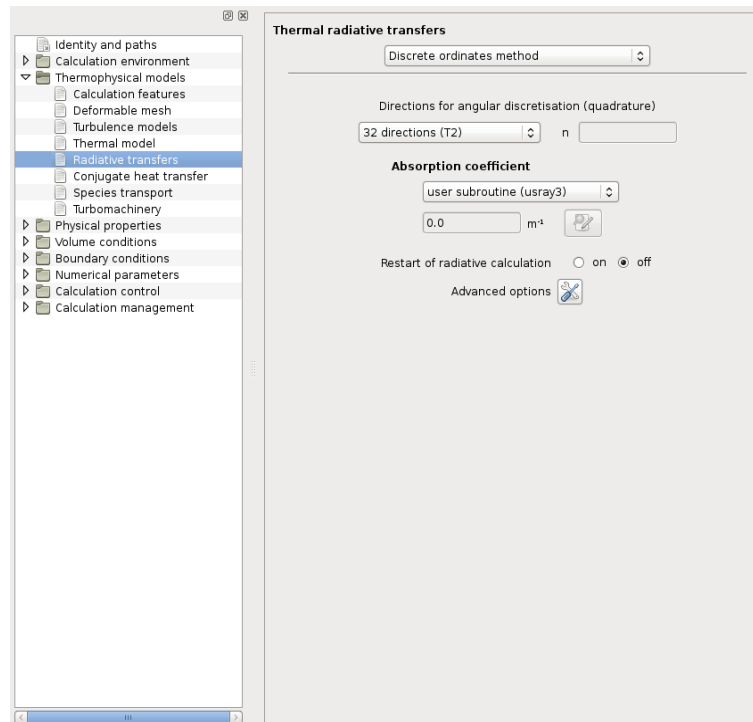 Identity and paths
Calculation environment
Thermophysical models
Calculation features
Deformable mesh
Turbulence models
Thermal model
Radiative transfers
Conjugate heat transfer
Species transport
Turbomachinery
Physical properties
Volume conditions
Boundary conditions
Numerical parameters
Calculation control
Calculation management
Thermal radiative transfers
Discrete ordinates method
Directions for angular discretisation (quadrature)
32 directions (T2) n
Absorption coefficient
user subroutine (usray3)
0.0 m⁻¹
Restart of radiative calculation on off
Advanced options